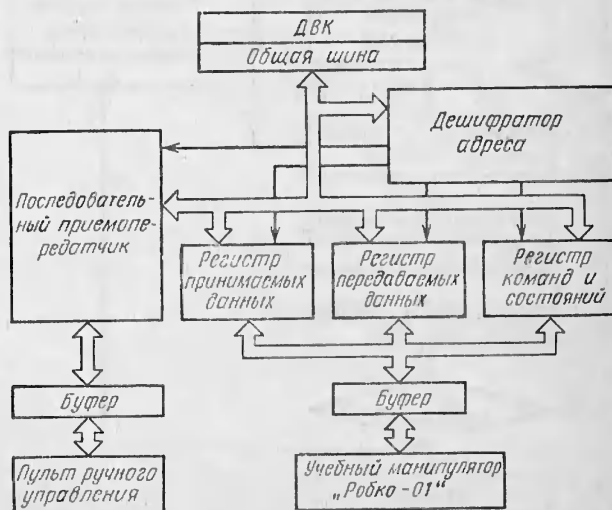 ДВК
Общая шина
Дешифратор
адреса
Последователь-
ный приемопе-
редатчик
Регистр
принимаемых
данных
Регистр
передаваемых
данных
Регистр
команд и
состояний
Буфер
Буфер
Пульт ручного
управления
Учебный манипулятор
„Робко-01“